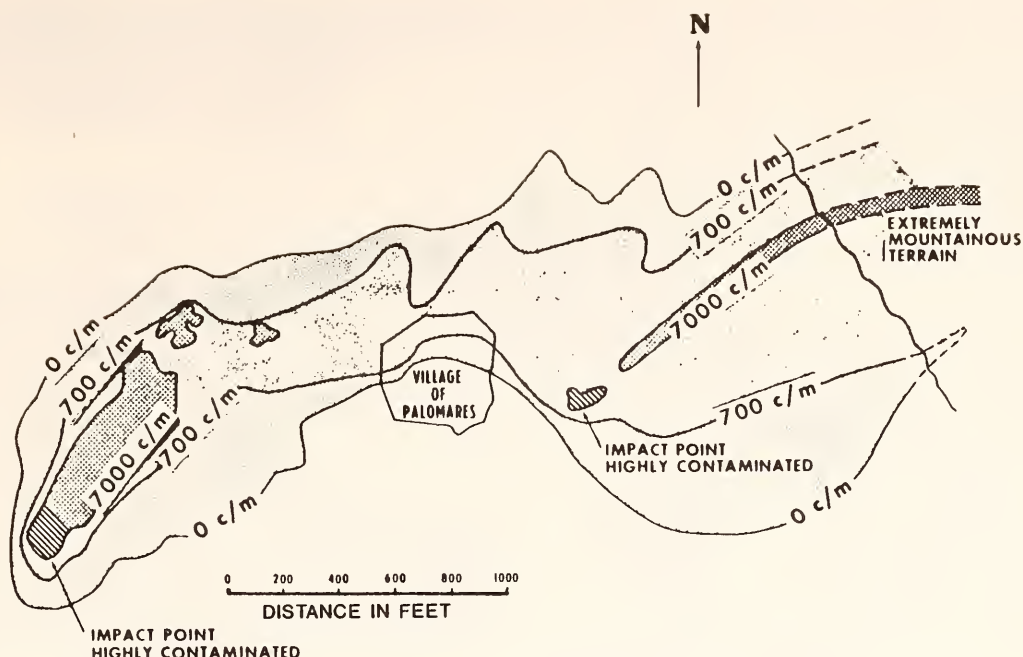 N
0 c/m
700 c/m
EXTREMELY
MOUNTAINOUS
TERRAIN
7000 c/m
0 c/m
700 c/m
VILLAGE
OF
PALOMARES
700 c/m
7000 c/m
700 c/m
IMPACT POINT
HIGHLY CONTAMINATED
0 c/m
0 c/m
0 200 400 600 800 1000
DISTANCE IN FEET
IMPACT POINT
HIGHLY CONTAMINATED